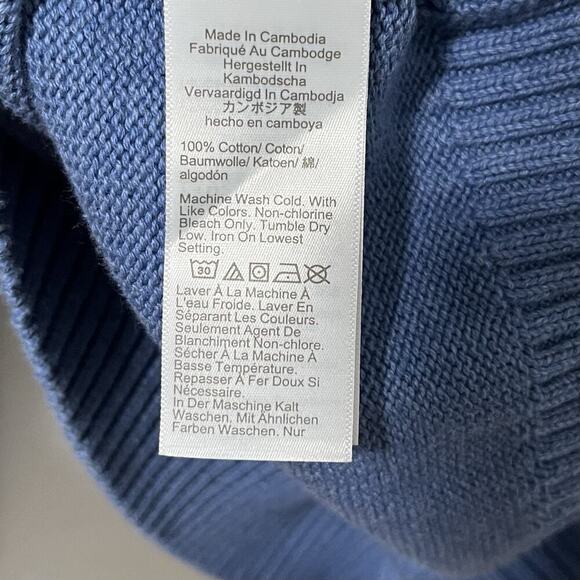 Made In Cambodia
Fabriqué Au Cambodge
Hergestellt In
Kambodscha
Vervaardigd In Cambodja
カンボジア製
hecho en camboya
100% Cotton/ Coton/
Baumwolle/ Katoen/ 綿/
algodón
Machine Wash Cold. With
Like Colors. Non-chlorine
Bleach Only. Tumble Dry
Low. Iron On Lowest
Setting.
30
Laver À La Machine À
L'eau Froide. Laver En
Séparant Les Couleurs.
Seulement Agent De
Blanchiment Non-chlore.
Sécher À La Machine À
Basse Température.
Repasser À Fer Doux Si
Nécessaire.
In Der Maschine Kalt
Waschen. Mit Ähnlichen
Farben Waschen. Nur